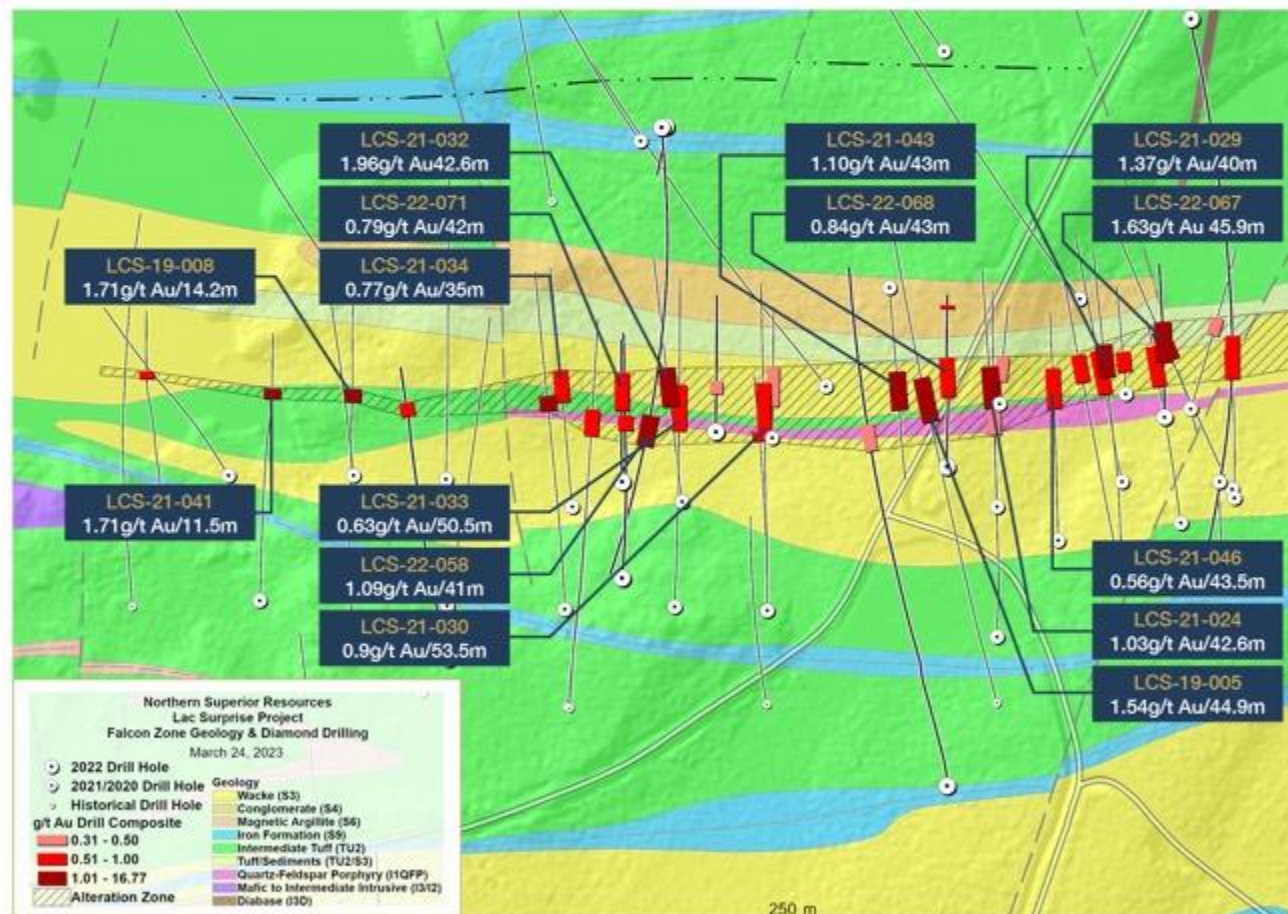 LCS-21-032
1.96g/t Au42.6m
LCS-21-043
1.10g/t Au/43m
LCS-21-029
1.37g/t Au/40m
LCS-22-071
0.79g/t Au/42m
LCS-22-068
0.84g/t Au/43m
LCS-22-067
1.63g/t Au 45.9m
LCS-19-008
1.71g/t Au/14.2m
LCS-21-034
0.77g/t Au/35m
LCS-21-041
1.71g/t Au/11.5m
LCS-21-033
0.63g/t Au/50.5m
LCS-22-058
1.09g/t Au/41m
LCS-21-030
0.9g/t Au/53.5m
LCS-21-046
0.56g/t Au/43.5m
LCS-21-024
1.03g/t Au/42.6m
LCS-19-005
1.54g/t Au/44.9m
Northern Superior Resources
Lac Surprise Project
Falcon Zone Geology & Diamond Drilling
March 24, 2023
2022 Drill Hole
2021/2020 Drill Hole
Historical Drill Hole
g/t Au Drill Composite
0.31 - 0.50
0.51 - 1.00
1.01 - 16.77
Alteration Zone
Geology
Wacke (S3)
Conglomerate (S4)
Magnetic Argillite (S6)
Iron Formation (S9)
Intermediate Tuff (TU2)
Tuff/Sediments (TU2/S3)
Quartz-Feldspar Porphyry (I1QFP)
Mafic to Intermediate Intrusive (I3/I2)
Diabase (I3D)
250 m